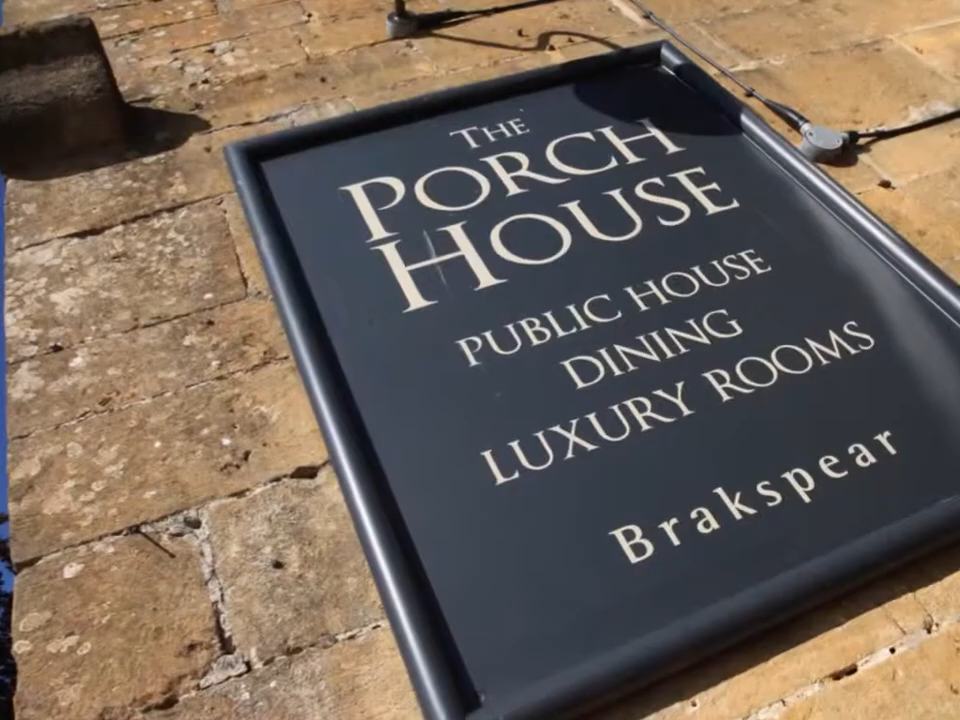 THE
PORCH
HOUSE
PUBLIC HOUSE
DINING
LUXURY ROOMS
Brakspear